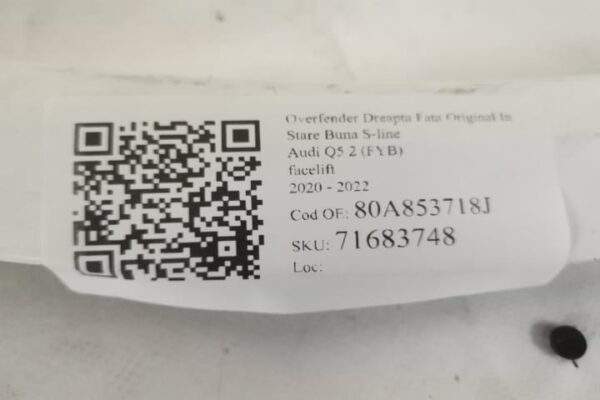 Overfender Dreapta Fata Original In
Stare Buna S-line
Audi Q5 2 (FYB)
facelift
2020 - 2022
Cod OE: 80A853718J
SKU: 71683748
Loc: